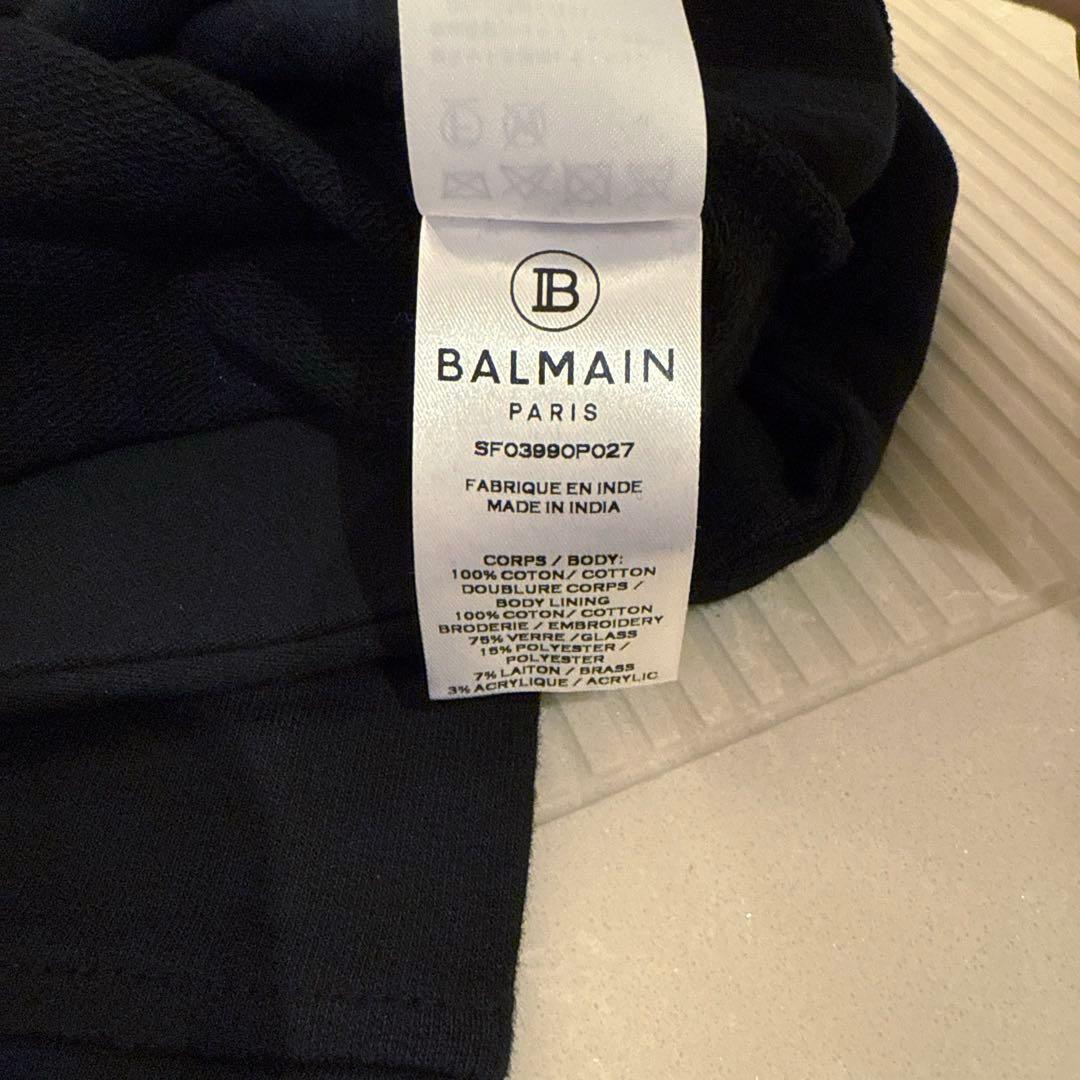 B
BALMAIN
PARIS
SF03990P027
FABRIQUE EN INDE
MADE IN INDIA
CORPS / BODY:
100% COTON/ COTTON
DOUBLURE CORPS /
BODY LINING
100% COTON/ COTTON
BRODERIE / EMBROIDERY
75% VERRE /GLASS
15% POLYESTER /
POLYESTER
7% LAITON / BRASS
3% ACRYLIQUE / ACRYLIC